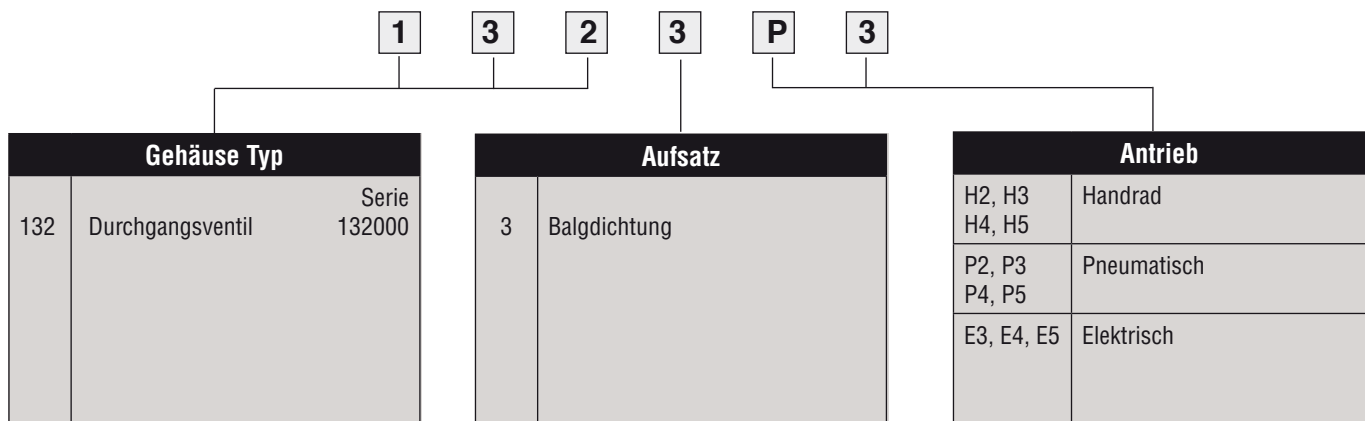 1 3 2 3 P 3
Gehäuse Typ
Serie
132 Durchgangsventil 132000
Aufsatz
3 Balgdichtung
Antrieb
H2, H3 Handrad
H4, H5
P2, P3 Pneumatisch
P4, P5
E3, E4, E5 Elektrisch